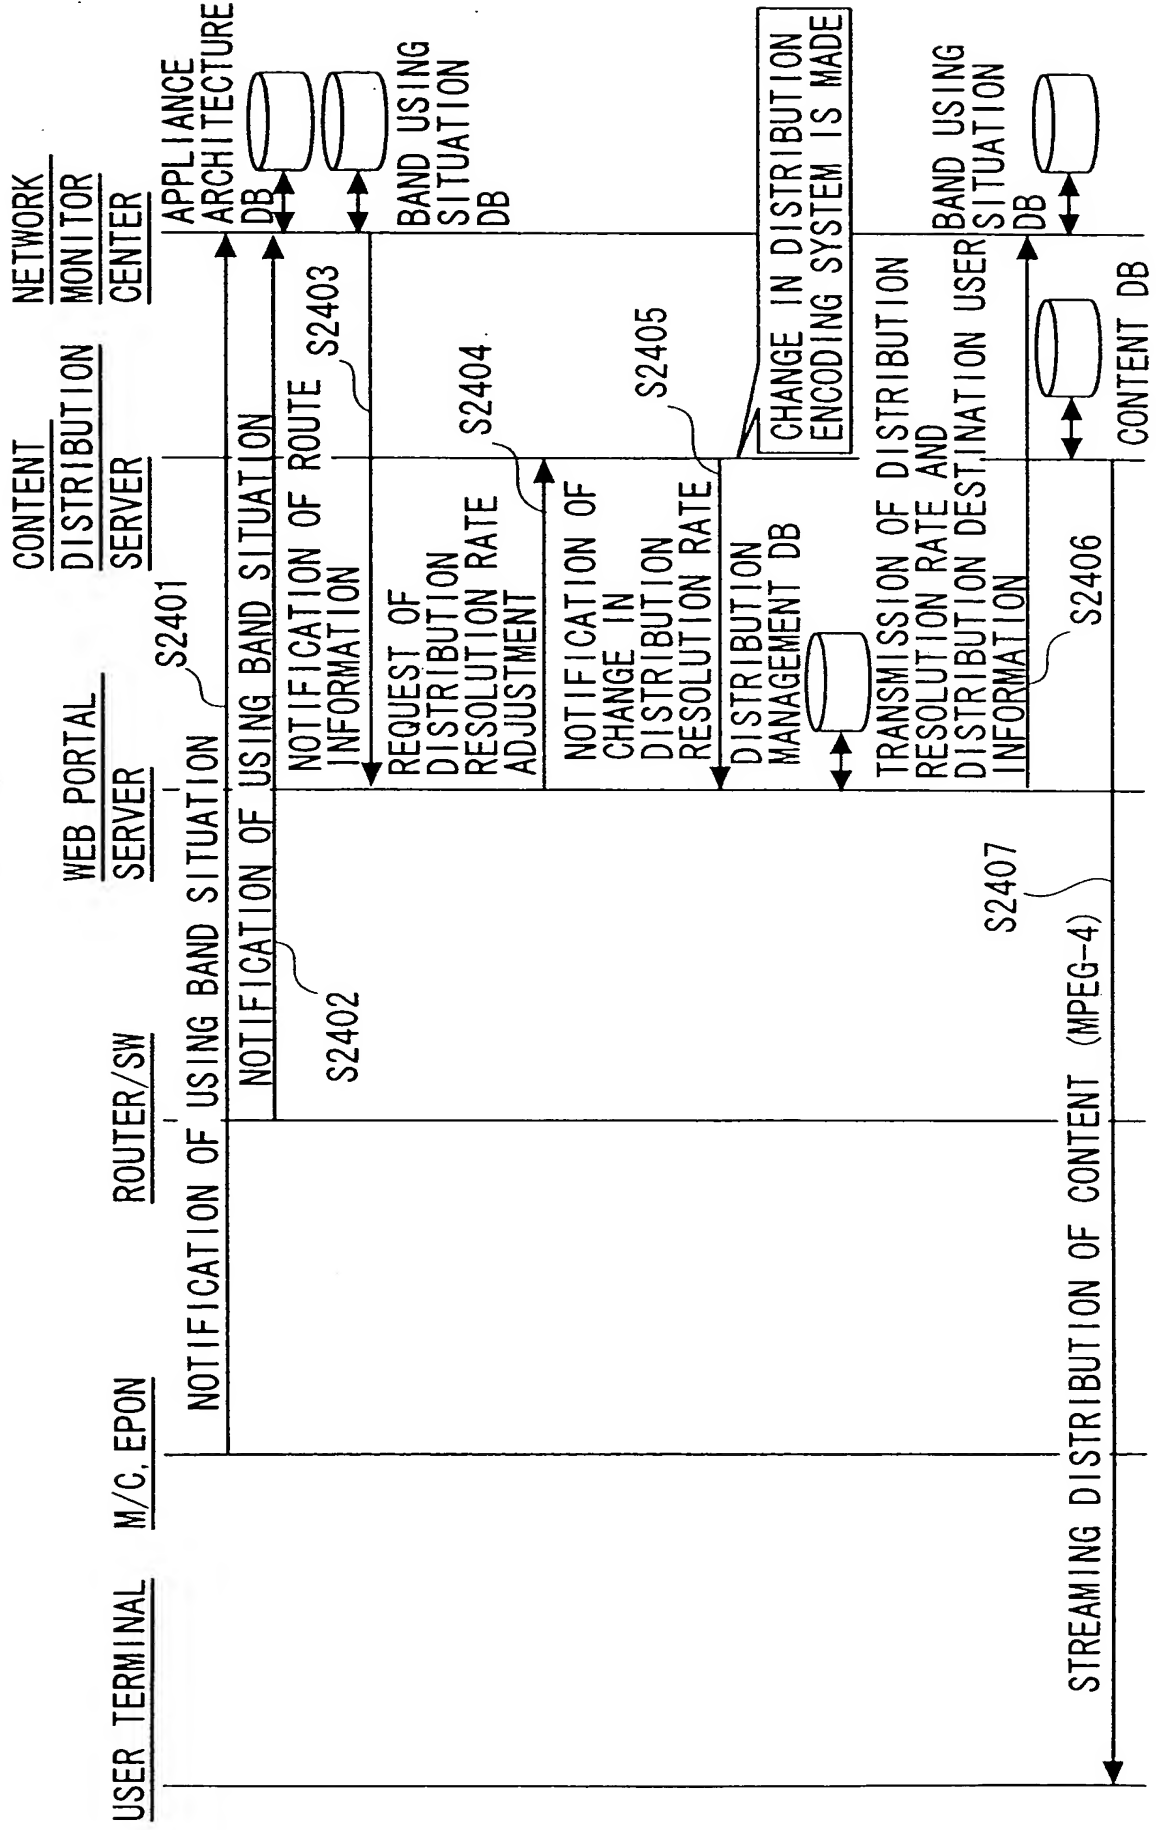 USER TERMINAL
M/C, EPON
ROUTER/SW
WEB PORTAL
SERVER
CONTENT
DISTRIBUTION
SERVER
NETWORK
MONITOR
CENTER
NOTIFICATION OF USING BAND SITUATION
S2401
APPLIANCE
ARCHITECTURE
DB
NOTIFICATION OF USING BAND SITUATION
S2402
NOTIFICATION OF ROUTE
INFORMATION
S2403
BAND USING
SITUATION
DB
REQUEST OF
DISTRIBUTION
RESOLUTION RATE
ADJUSTMENT
S2404
NOTIFICATION OF
CHANGE IN
DISTRIBUTION
RESOLUTION RATE
S2405
DISTRIBUTION
MANAGEMENT DB
CHANGE IN DISTRIBUTION
ENCODING SYSTEM IS MADE
TRANSMISSION OF DISTRIBUTION
RESOLUTION RATE AND
DISTRIBUTION DESTINATION USER
INFORMATION
S2406
BAND USING
SITUATION
DB
STREAMING DISTRIBUTION OF CONTENT (MPEG-4)
S2407
CONTENT DB